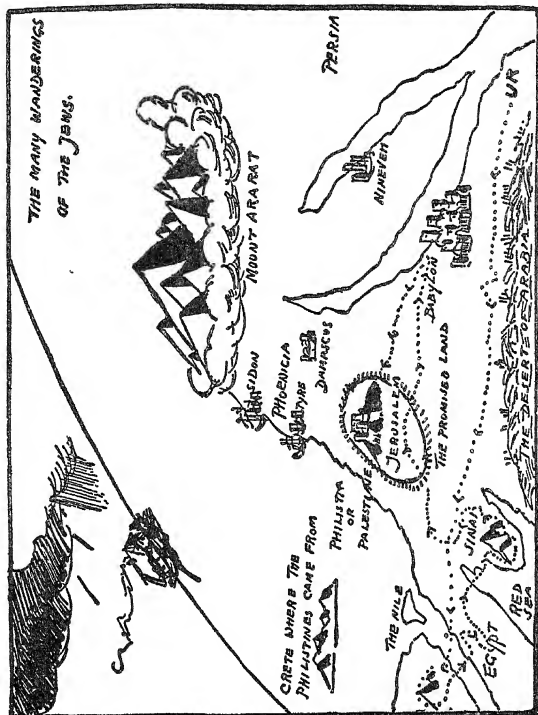 THE MANY WANDERINGS
OF THE JEWS.
MOUNT ARARAT
PERSIA
NINEVEH
SIDON
PHOENICIA
TYRE
DAMASCUS
BABYLON
UR
JERUSALEM
THE PROMISED LAND
THE DESERT OF ARABIA
PHILISTIA
OR
PALESTINE
CRETE WHERE THE
PHILISTINES CAME FROM
THE NILE
SINAI
RED
SEA
EGYPT